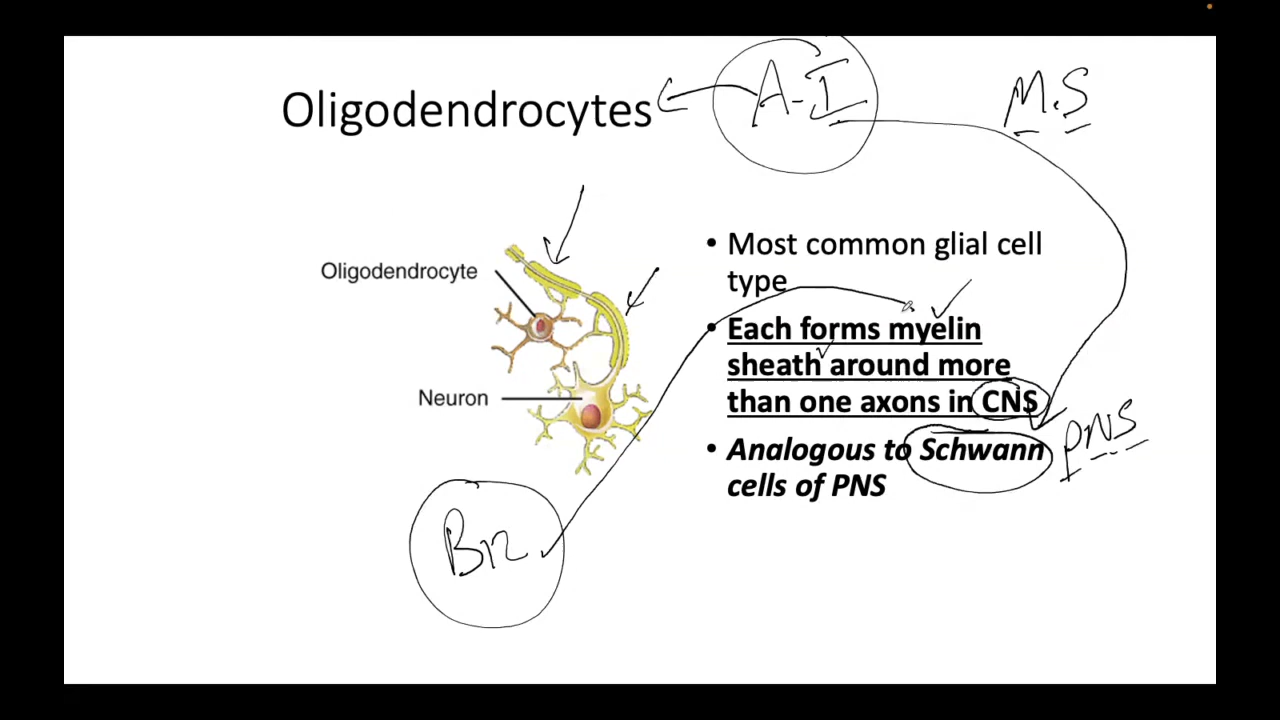 Oligodendrocytes
A-I
M.S
Oligodendrocyte
Neuron
B12
• Most common glial cell
type
• Each forms myelin
sheath around more
than one axons in CNS
• Analogous to Schwann
cells of PNS
PNS